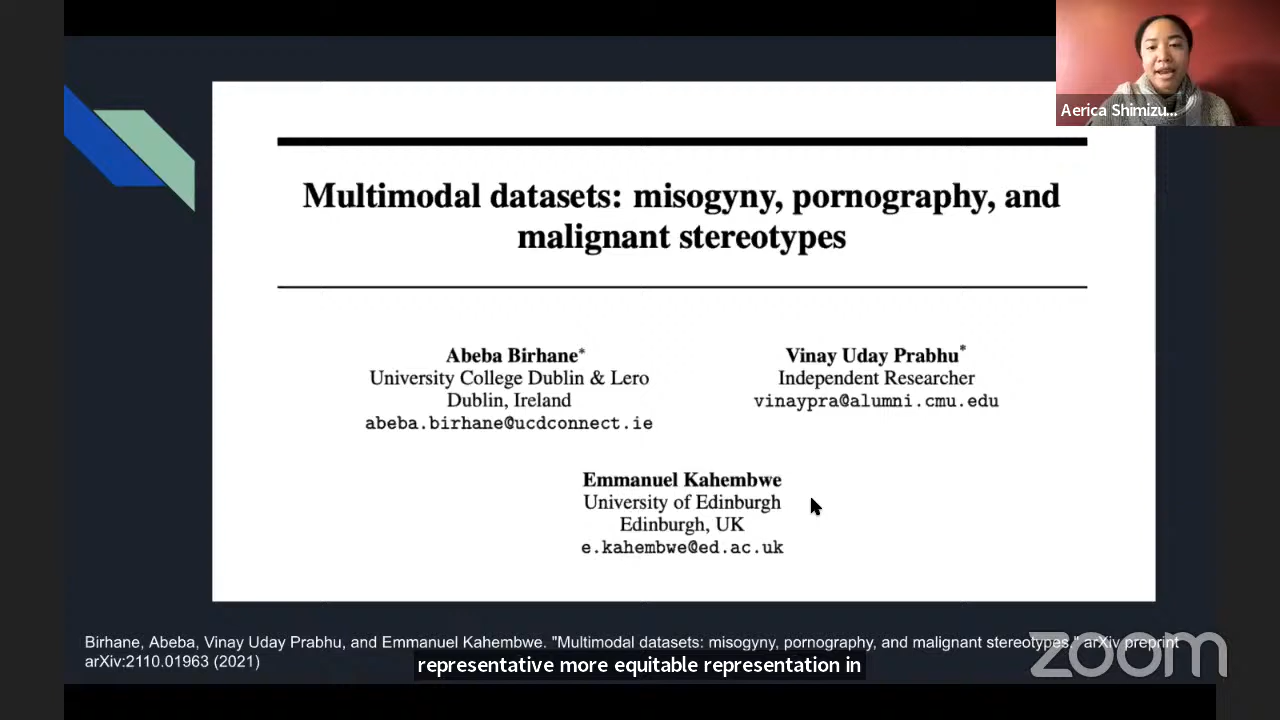 Aerica Shimizu...
Multimodal datasets: misogyny, pornography, and
malignant stereotypes
Abeba Birhane*
University College Dublin & Lero
Dublin, Ireland
abeba.birhane@ucdconnect.ie
Vinay Uday Prabhu*
Independent Researcher
vinaypra@alumni.cmu.edu
Emmanuel Kahembwe
University of Edinburgh
Edinburgh, UK
e.kahembwe@ed.ac.uk
Birhane, Abeba, Vinay Uday Prabhu, and Emmanuel Kahembwe. "Multimodal datasets: misogyny, pornography, and malignant stereotypes." arXiv preprint
arXiv:2110.01963 (2021)
representative more equitable representation in
zoom